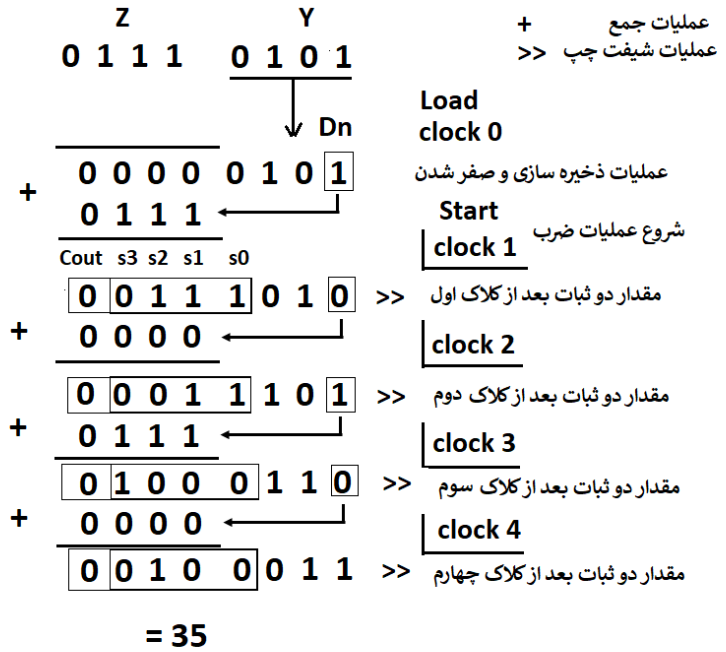 Z Y
0 1 1 1 0 1 0 1
+ عملیات جمع
>> عملیات شیفت چپ
Dn
Load
clock 0
0 0 0 0 0 1 0 1
عملیات ذخیره سازی و صفر شدن
+ 0 1 1 1
Start
clock 1
شروع عملیات ضرب
Cout s3 s2 s1 s0
0 0 1 1 1 0 1 0 >> مقدار دو ثبات بعد از کلاک اول
+ 0 0 0 0
clock 2
0 0 0 1 1 1 0 1 >> مقدار دو ثبات بعد از کلاک دوم
+ 0 1 1 1
clock 3
0 1 0 0 0 1 1 0 >> مقدار دو ثبات بعد از کلاک سوم
+ 0 0 0 0
clock 4
0 0 1 0 0 0 1 1 >> مقدار دو ثبات بعد از کلاک چهارم
= 35